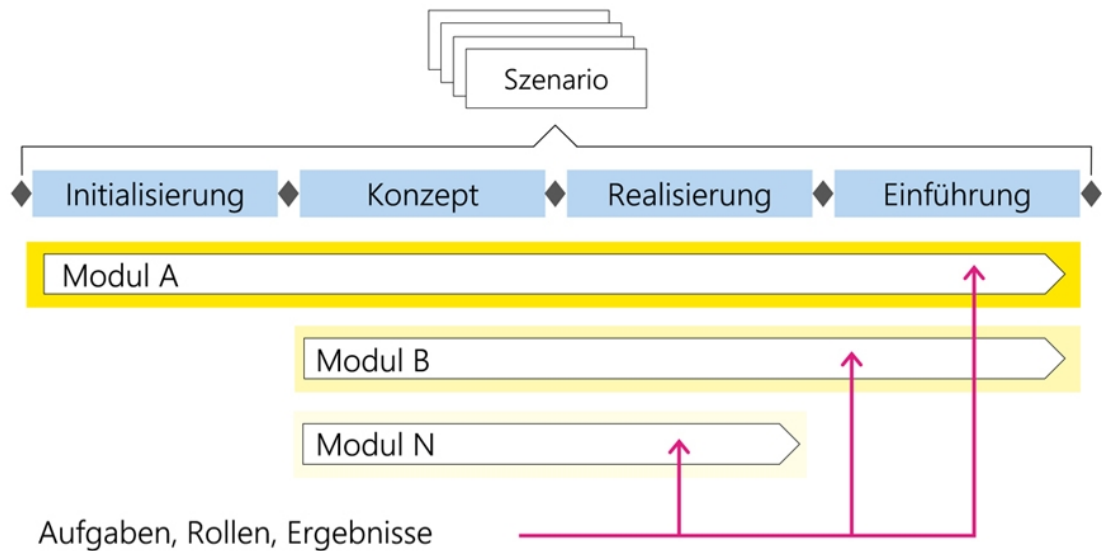 Szenario
Initialisierung
Konzept
Realisierung
Einführung
Modul A
Modul B
Modul N
Aufgaben, Rollen, Ergebnisse